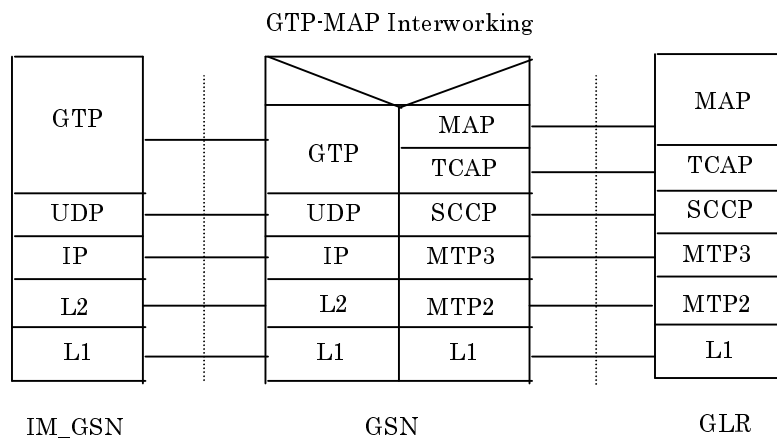 GTP-MAP Interworking
GTP
UDP
IP
L2
L1
IM_GSN
GTP
UDP
IP
L2
L1
MAP
TCAP
SCCP
MTP3
MTP2
L1
GSN
MAP
TCAP
SCCP
MTP3
MTP2
L1
GLR